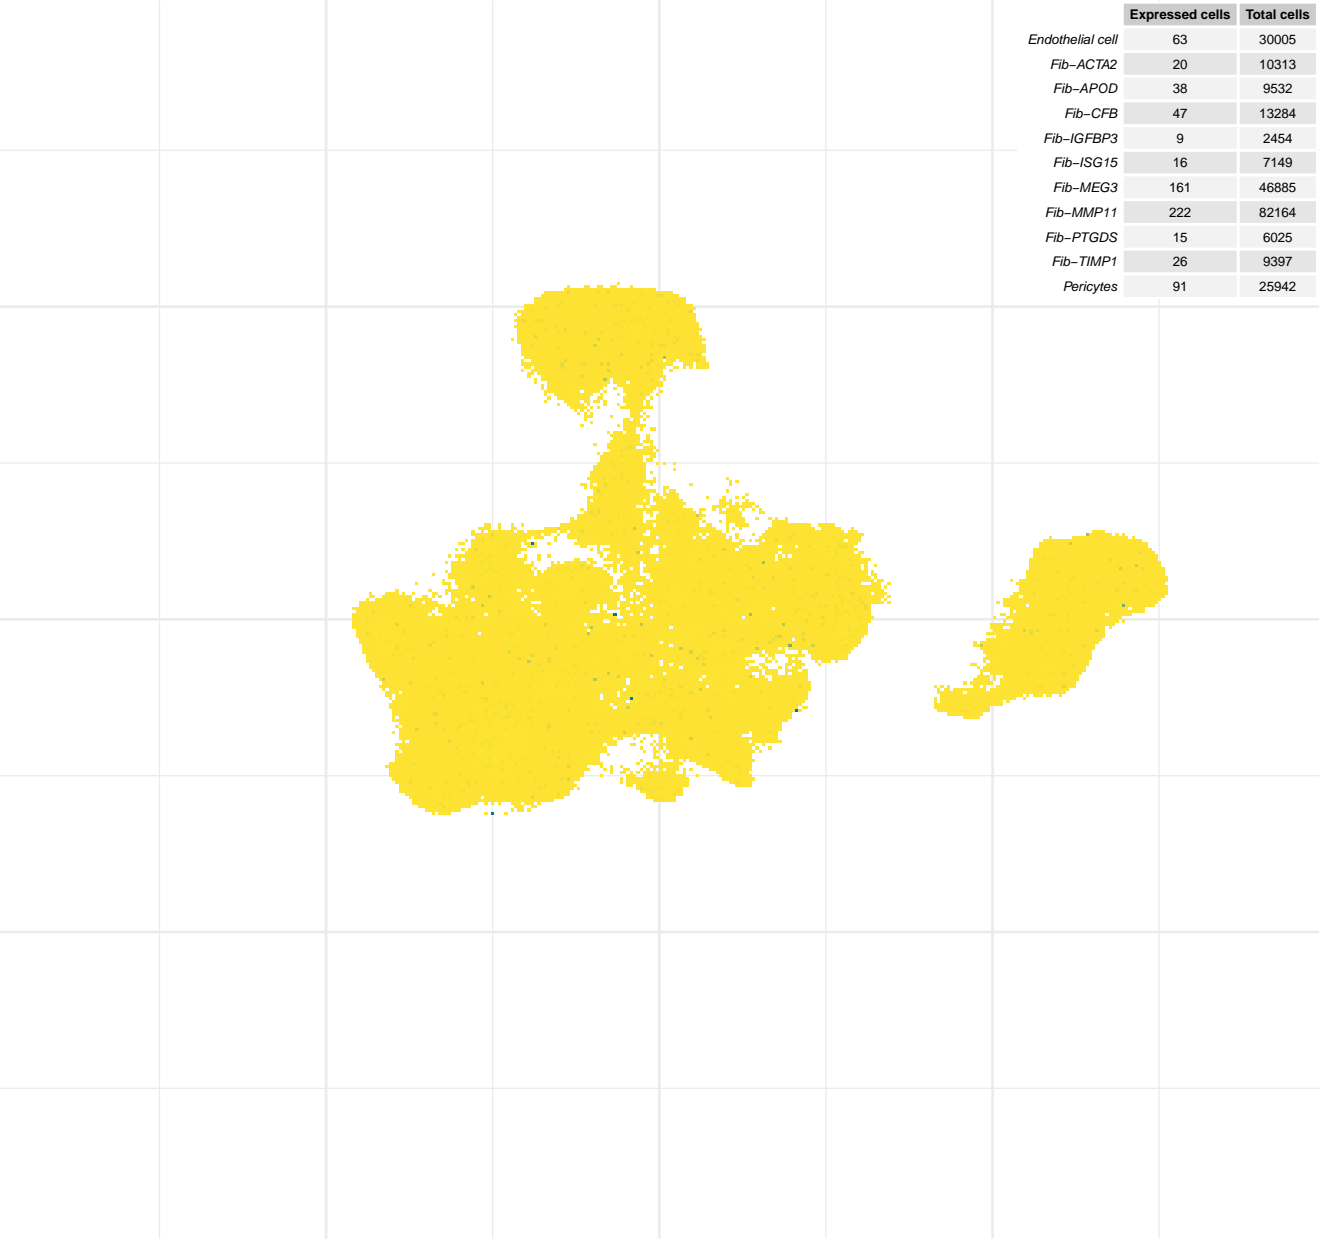 Expressed cells Total cells
Endothelial cell 63 30005
Fib−ACTA2 20 10313
Fib−APOD 38 9532
Fib−CFB 47 13284
Fib−IGFBP3 9 2454
Fib−ISG15 16 7149
Fib−MEG3 161 46885
Fib−MMP11 222 82164
Fib−PTGDS 15 6025
Fib−TIMP1 26 9397
Pericytes 91 25942